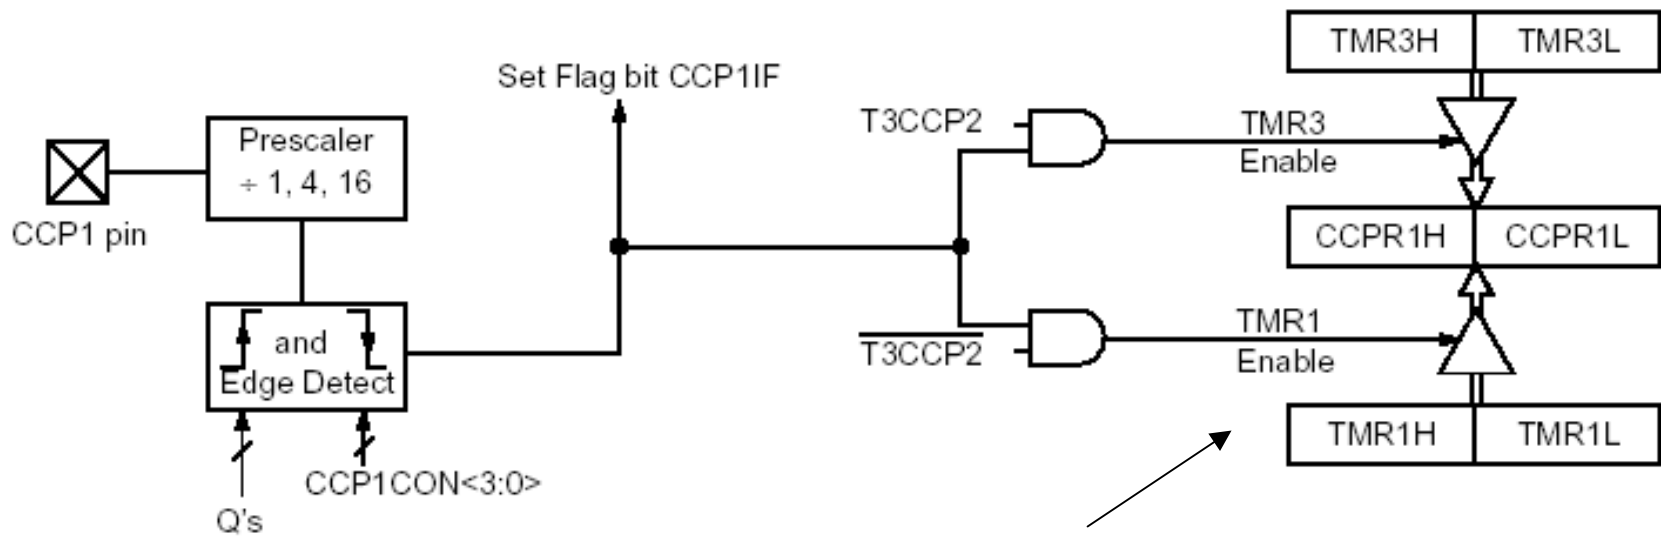 TMR3H TMR3L
Set Flag bit CCP1IF
T3CCP2
TMR3
Enable
Prescaler
÷ 1, 4, 16
CCP1 pin
CCPR1H CCPR1L
and
Edge Detect
T3CCP2
TMR1
Enable
TMR1H TMR1L
CCP1CON<3:0>
Q's